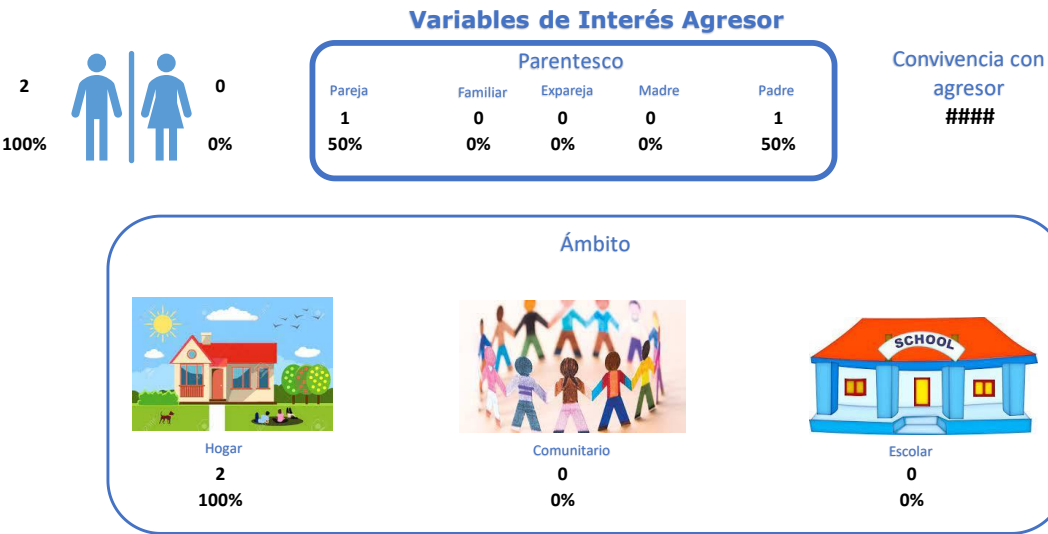 Variables de Interés Agresor
2
0
100%
0%
Parentesco
Pareja Familiar Expareja Madre Padre
1 0 0 0 1
50% 0% 0% 0% 50%
Convivencia con
agresor
####
Ámbito
SCHOOL
Hogar Comunitario Escolar
2 0 0
100% 0% 0%